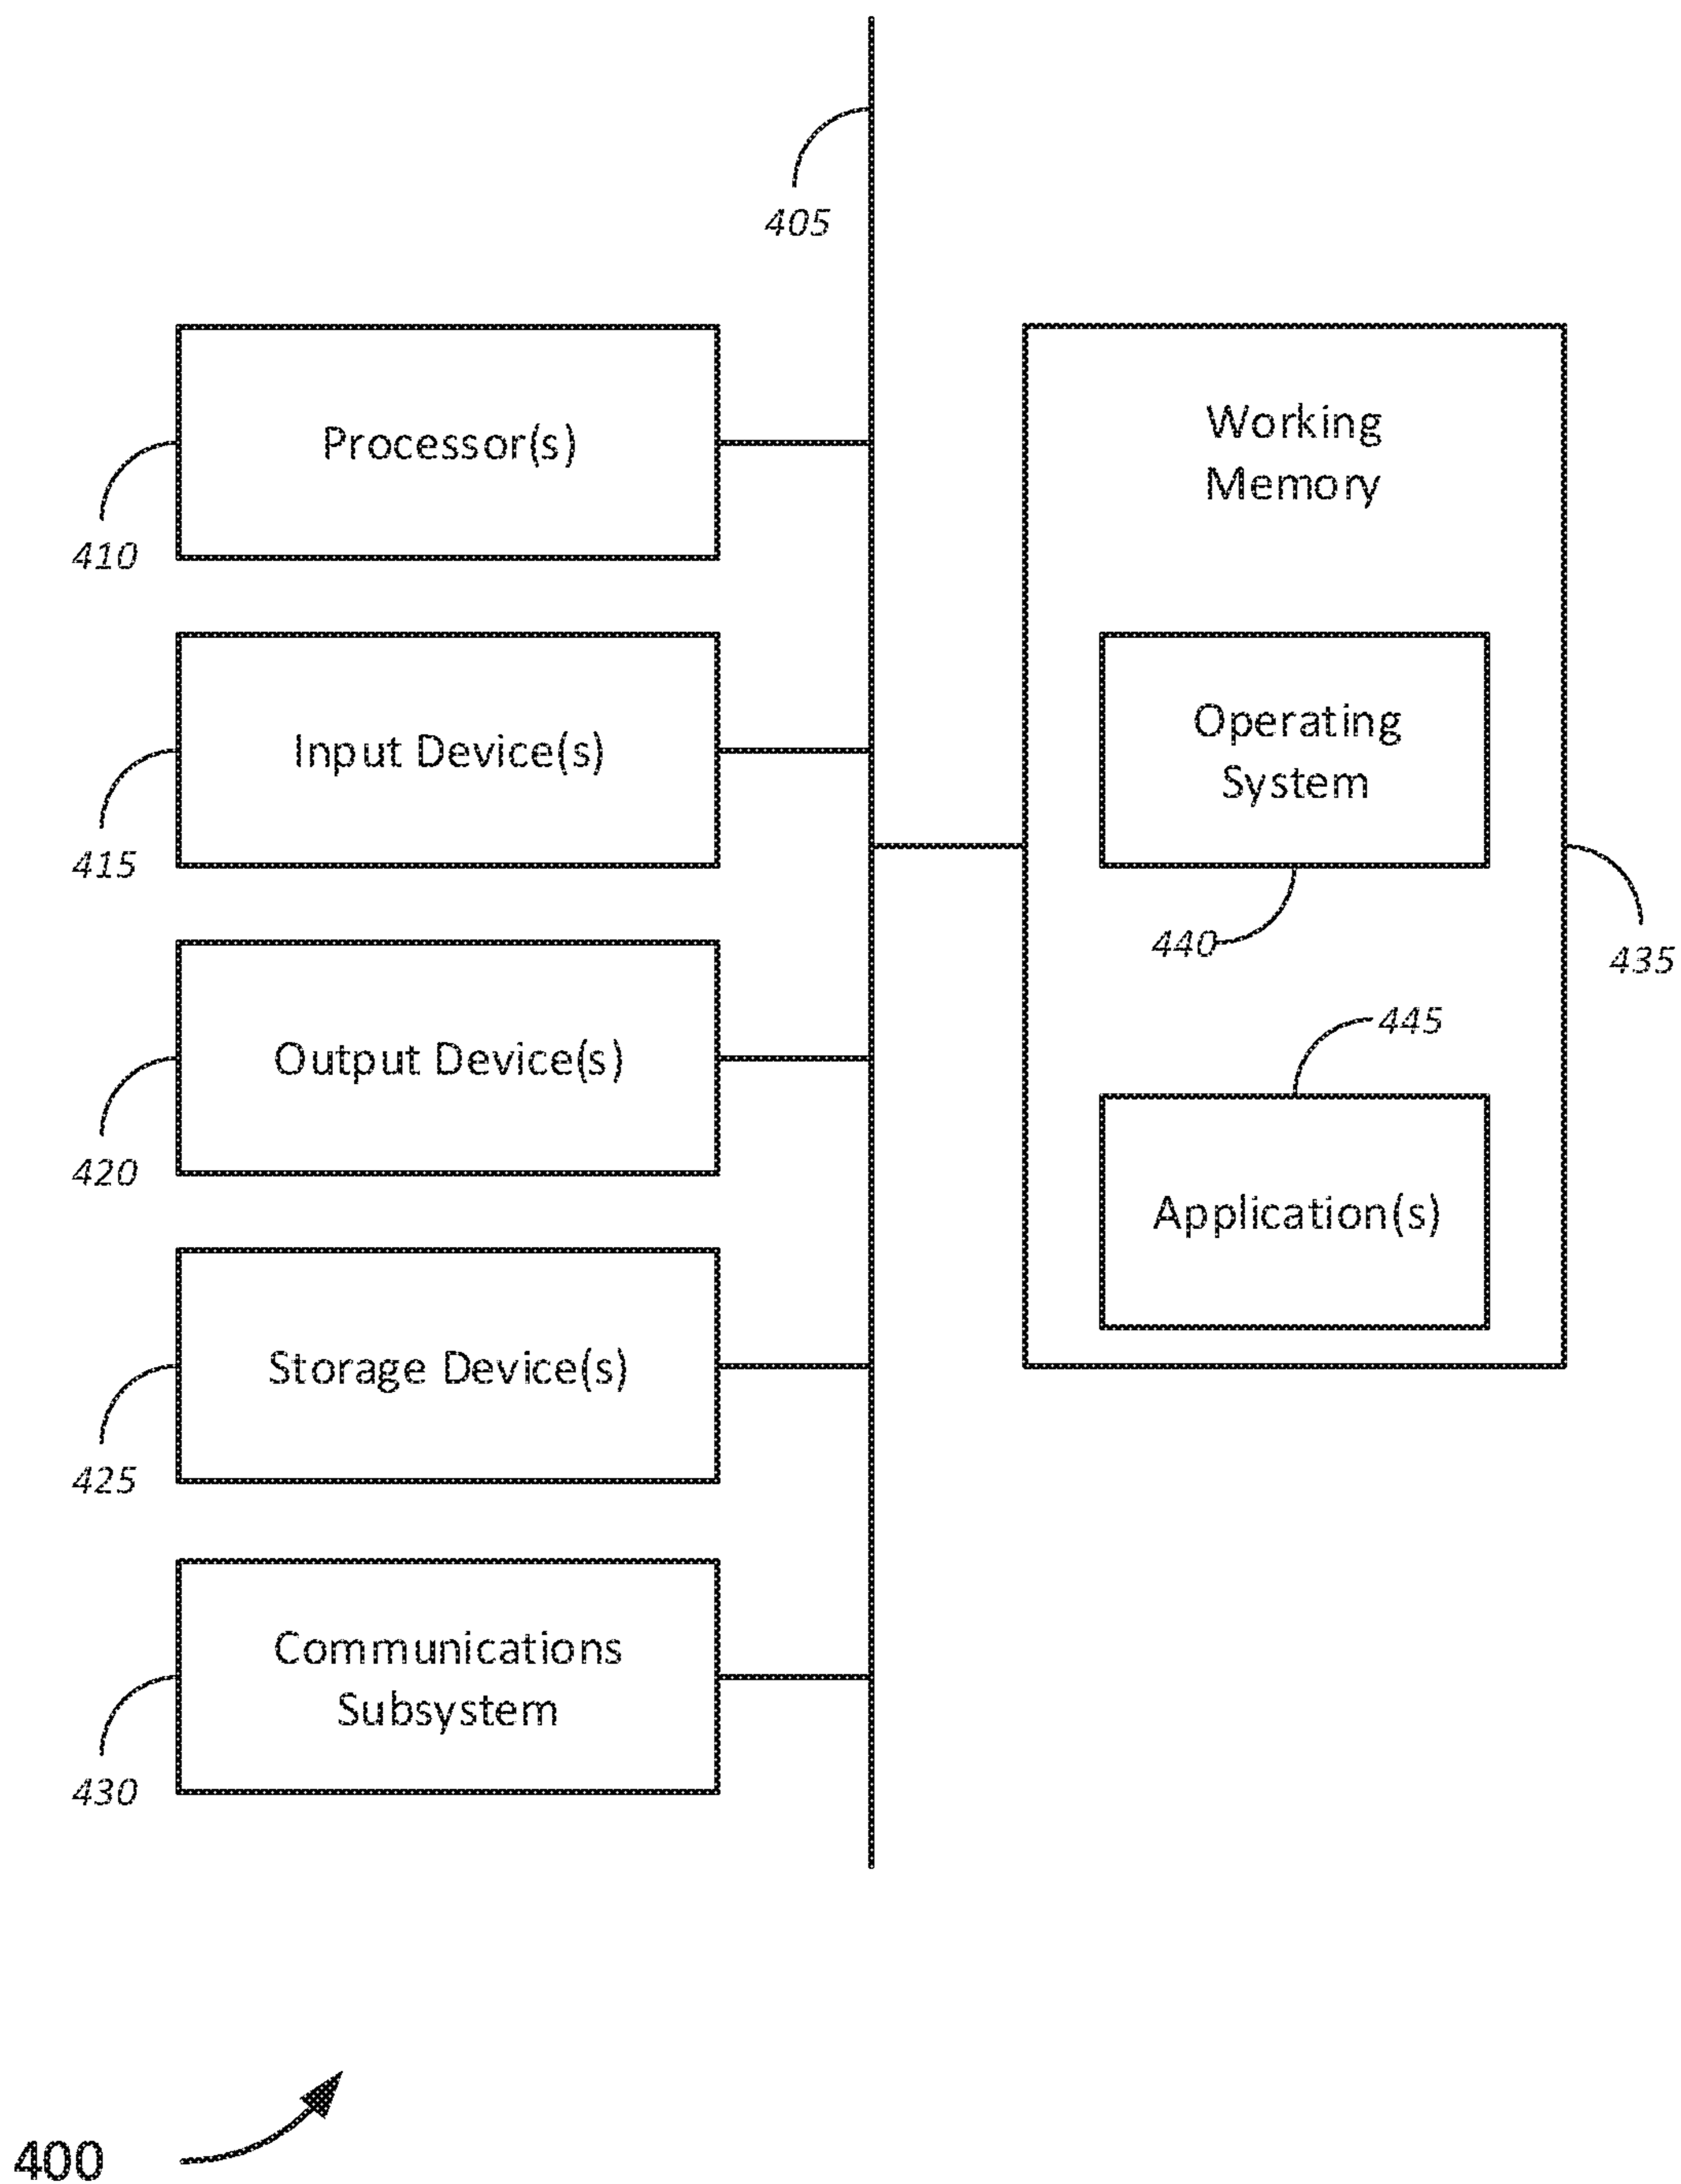 405
Processor(s)
410
Input Device(s)
415
Output Device(s)
420
Storage Device(s)
425
Communications
Subsystem
430
Working
Memory
Operating
System
440
435
445
Application(s)
400